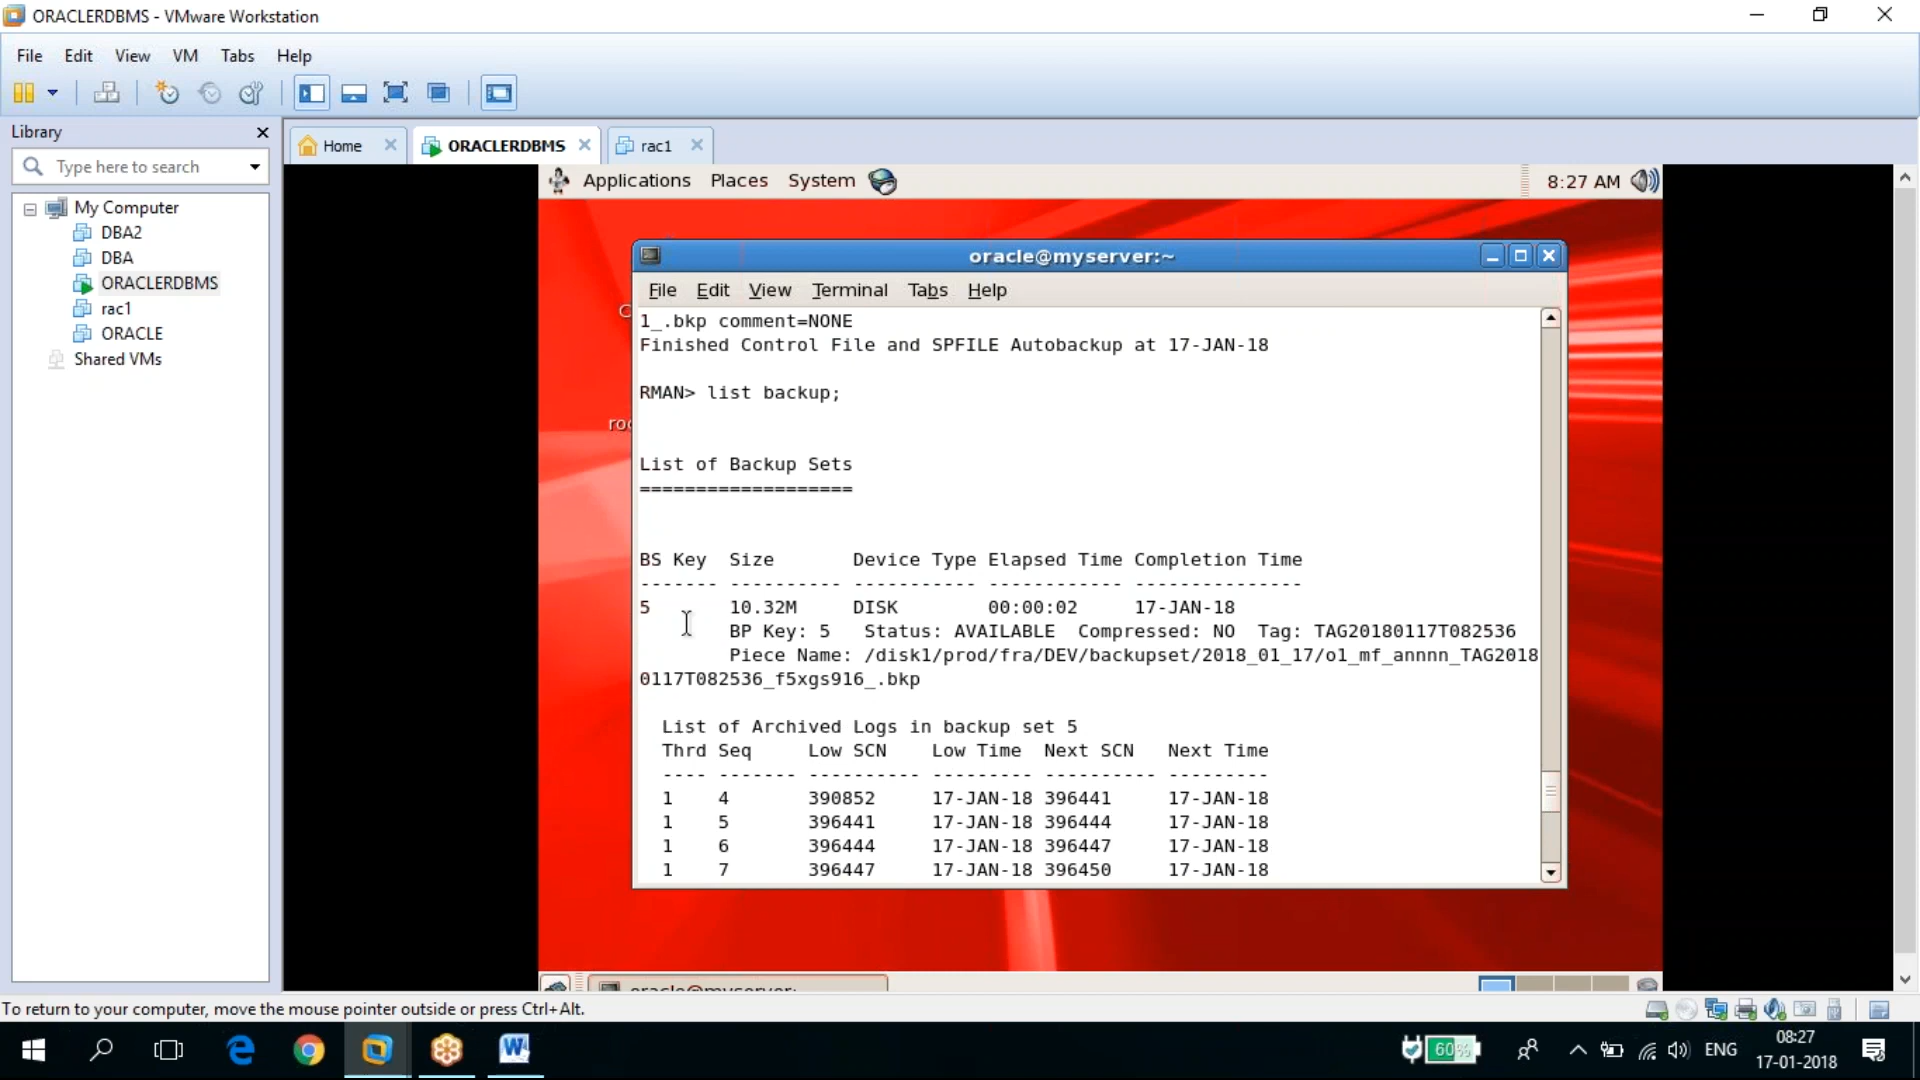 ORACLERDBMS - VMware Workstation
File Edit View VM Tabs Help
Library
Type here to search
My Computer
DBA2
DBA
ORACLERDBMS
rac1
ORACLE
Shared VMs
Home
ORACLERDBMS
rac1
Applications Places System
8:27 AM
oracle@myserver:~
File Edit View Terminal Tabs Help
1_.bkp comment=NONE
Finished Control File and SPFILE Autobackup at 17-JAN-18
RMAN> list backup;
List of Backup Sets
===================
BS Key  Size       Device Type Elapsed Time Completion Time
------- ---------- ----------- ------------ ---------------
5       10.32M     DISK        00:00:02     17-JAN-18
BP Key: 5   Status: AVAILABLE  Compressed: NO  Tag: TAG20180117T082536
Piece Name: /disk1/prod/fra/DEV/backupset/2018_01_17/o1_mf_annnn_TAG2018
0117T082536_f5xgs916_.bkp
List of Archived Logs in backup set 5
Thrd Seq     Low SCN    Low Time  Next SCN   Next Time
---- ------- ---------- --------- ---------- ---------
1    4       390852     17-JAN-18 396441     17-JAN-18
1    5       396441     17-JAN-18 396444     17-JAN-18
1    6       396444     17-JAN-18 396447     17-JAN-18
1    7       396447     17-JAN-18 396450     17-JAN-18
oracle@myserver:
To return to your computer, move the mouse pointer outside or press Ctrl+Alt.
60%
ENG
08:27
17-01-2018